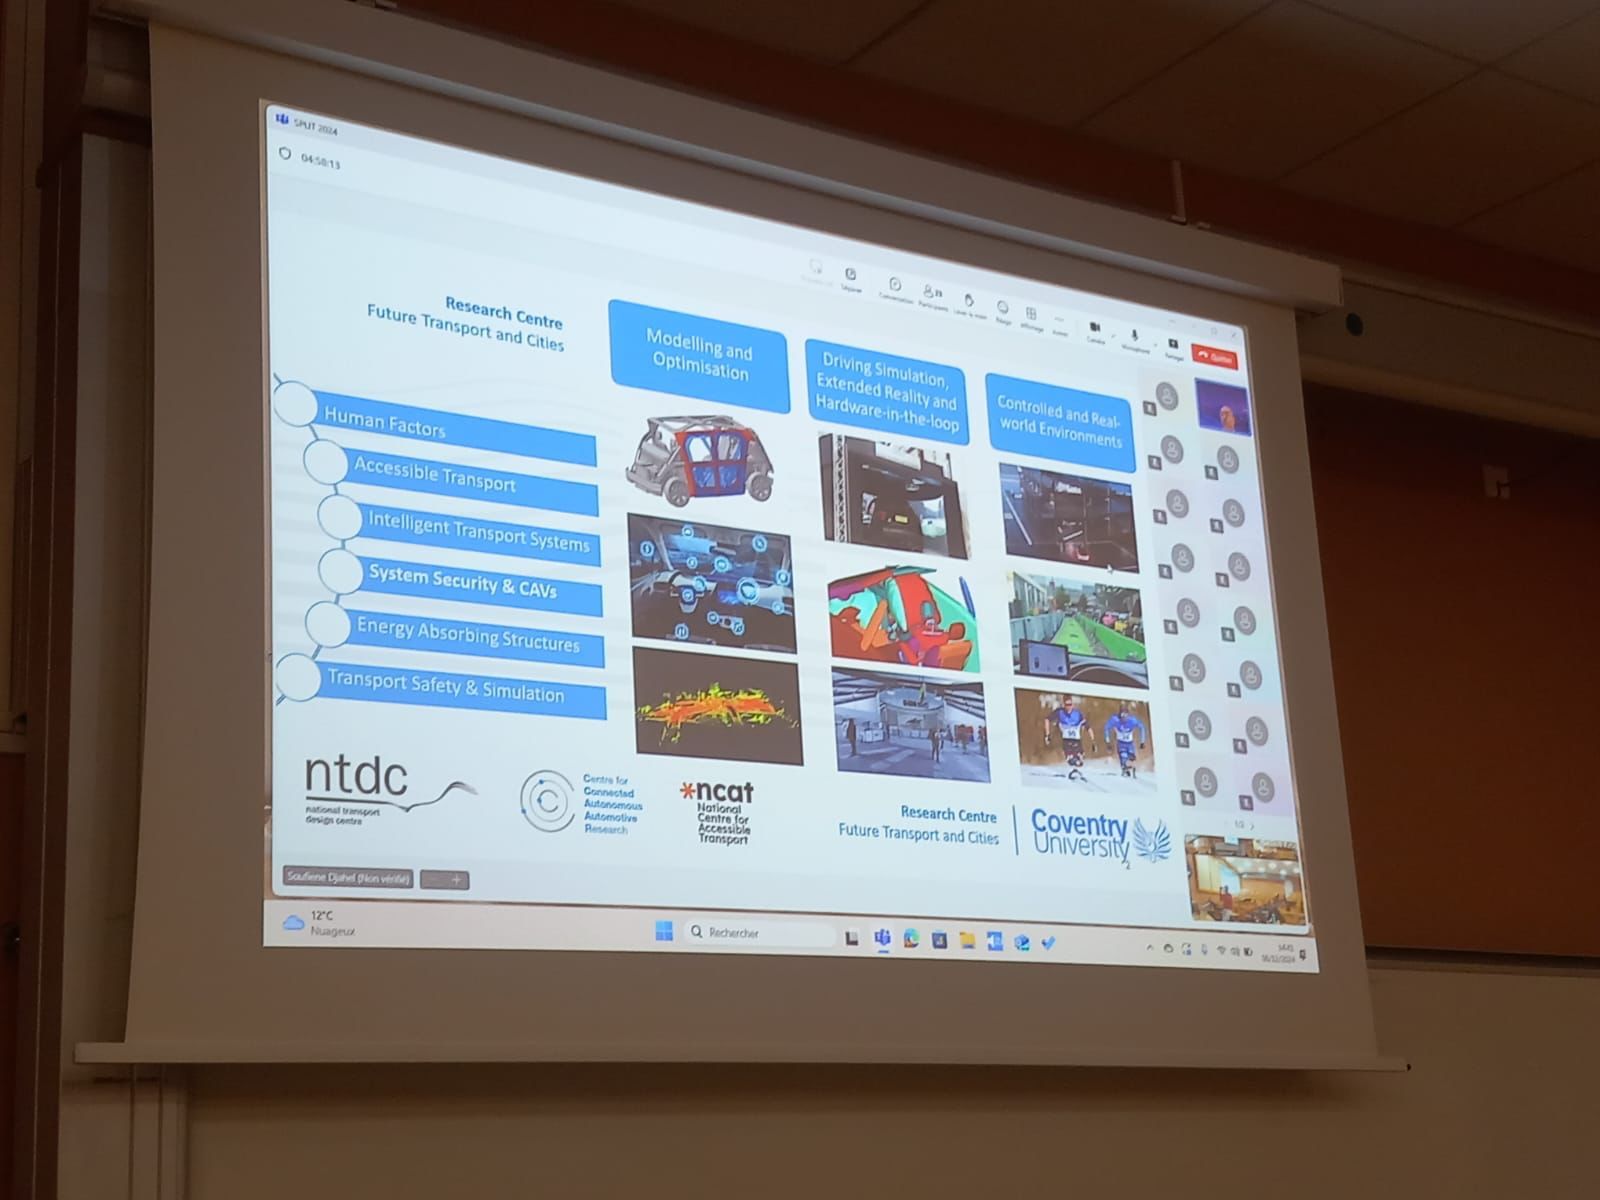 SPLIT 2024
04:58:13
Conversation
Participants
Quitter
Research Centre
Future Transport and Cities
Modelling and
Optimisation
Driving Simulation,
Extended Reality and
Hardware-in-the-loop
Controlled and Real-
world Environments
Human Factors
Accessible Transport
Intelligent Transport Systems
System Security & CAVs
Energy Absorbing Structures
Transport Safety & Simulation
ntdc
national transport
design centre
Centre for
Connected
Autonomous
Automotive
Research
*ncat
National
Centre for
Accessible
Transport
Research Centre
Future Transport and Cities
Coventry
University
2
Soufiene Djahel (Non vérifié)
12°C
Nuageux
Rechercher